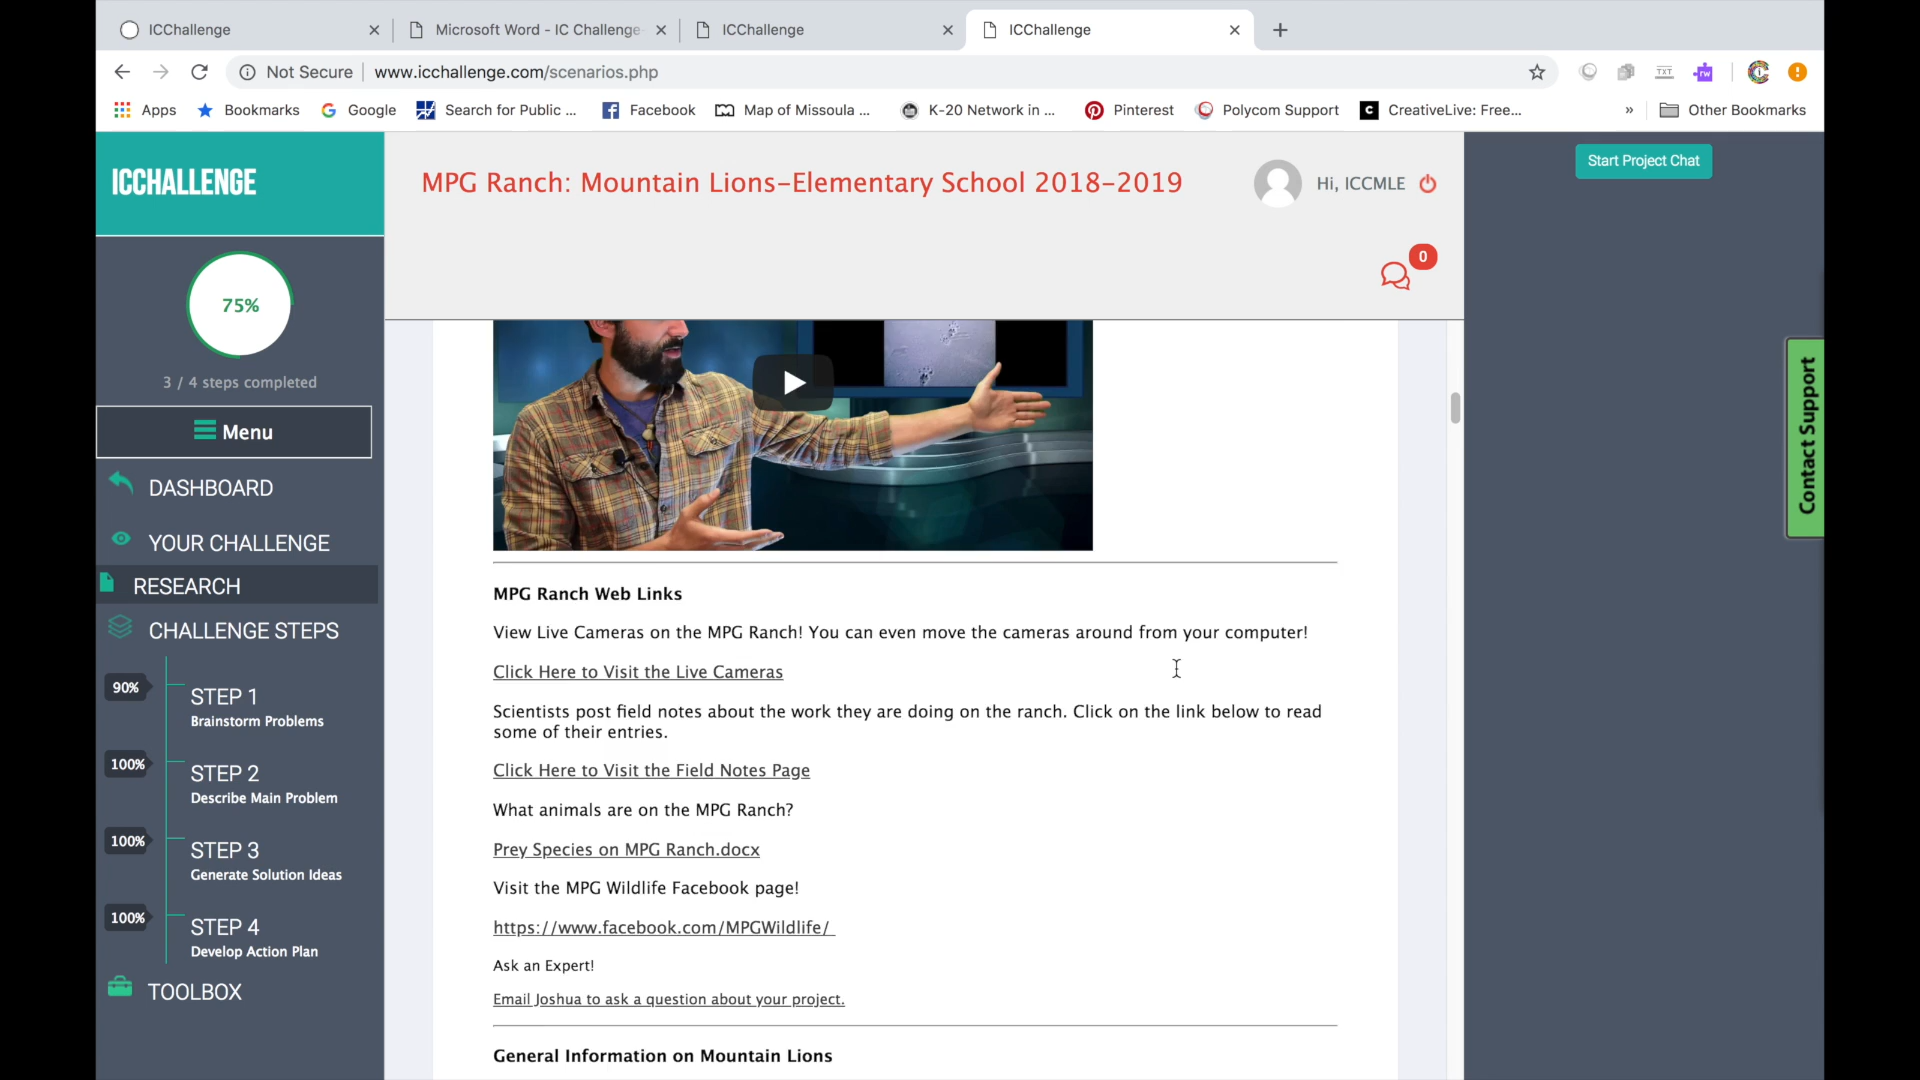 ICChallenge
Microsoft Word - IC Challenge-
ICChallenge
ICChallenge
Not Secure
www.icchallenge.com/scenarios.php
TXT
rw
Apps
Bookmarks
Google
Search for Public ...
Facebook
Map of Missoula ...
K-20 Network in ...
Pinterest
Polycom Support
CreativeLive: Free...
»
Other Bookmarks
ICCHALLENGE
MPG Ranch: Mountain Lions-Elementary School 2018-2019
Hi, ICCMLE
Start Project Chat
0
75%
3 / 4 steps completed
Menu
DASHBOARD
YOUR CHALLENGE
RESEARCH
CHALLENGE STEPS
90%
STEP 1
Brainstorm Problems
100%
STEP 2
Describe Main Problem
100%
STEP 3
Generate Solution Ideas
100%
STEP 4
Develop Action Plan
TOOLBOX
MPG Ranch Web Links
View Live Cameras on the MPG Ranch! You can even move the cameras around from your computer!
Click Here to Visit the Live Cameras
Scientists post field notes about the work they are doing on the ranch. Click on the link below to read
some of their entries.
Click Here to Visit the Field Notes Page
What animals are on the MPG Ranch?
Prey Species on MPG Ranch.docx
Visit the MPG Wildlife Facebook page!
https://www.facebook.com/MPGWildlife/
Ask an Expert!
Email Joshua to ask a question about your project.
General Information on Mountain Lions
Contact Support